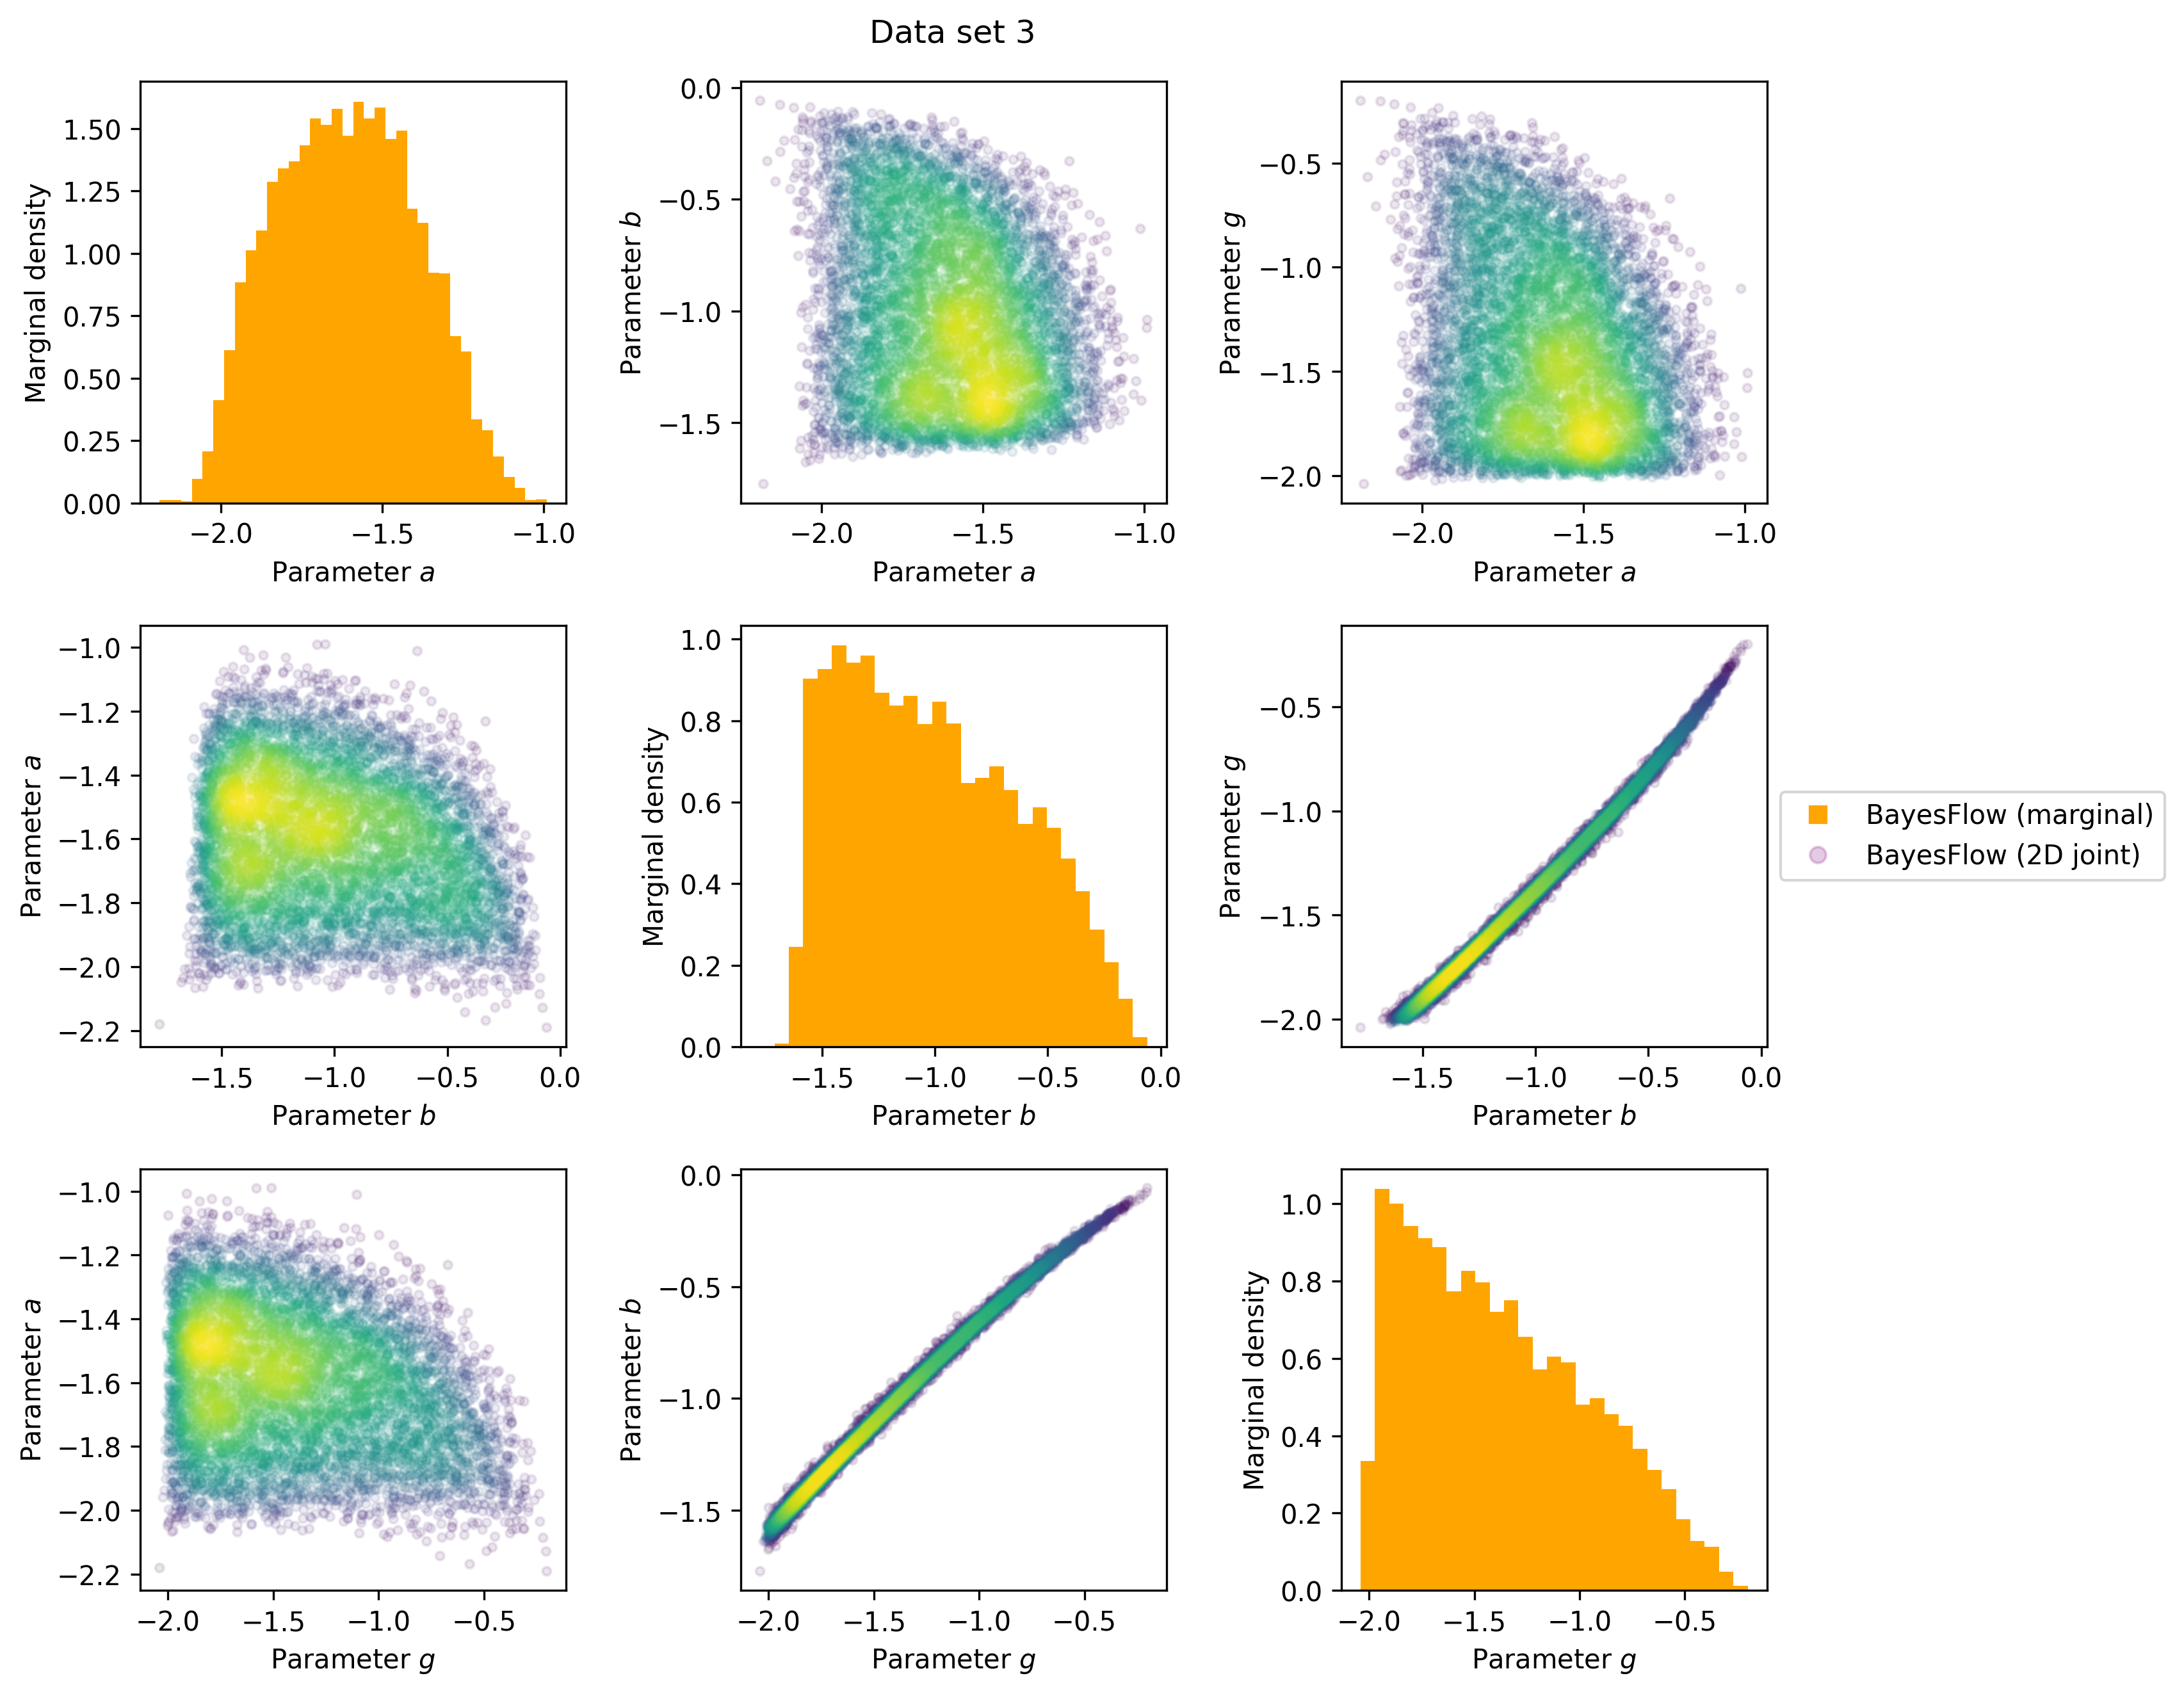 Data set 3
Marginal density
1.50
1.25
1.00
0.75
0.50
0.25
0.00
−2.0 −1.5 −1.0
Parameter a
Parameter b
0.0
−0.5
−1.0
−1.5
−2.0 −1.5 −1.0
Parameter a
Parameter g
−0.5
−1.0
−1.5
−2.0
−2.0 −1.5 −1.0
Parameter a
Parameter a
−1.0
−1.2
−1.4
−1.6
−1.8
−2.0
−2.2
−1.5 −1.0 −0.5 0.0
Parameter b
Marginal density
1.0
0.8
0.6
0.4
0.2
0.0
−1.5 −1.0 −0.5 0.0
Parameter b
Parameter g
−0.5
−1.0
−1.5
−2.0
−1.5 −1.0 −0.5 0.0
Parameter b
BayesFlow (marginal)
BayesFlow (2D joint)
Parameter a
−1.0
−1.2
−1.4
−1.6
−1.8
−2.0
−2.2
−2.0 −1.5 −1.0 −0.5
Parameter g
Parameter b
0.0
−0.5
−1.0
−1.5
−2.0 −1.5 −1.0 −0.5
Parameter g
Marginal density
1.0
0.8
0.6
0.4
0.2
0.0
−2.0 −1.5 −1.0 −0.5
Parameter g